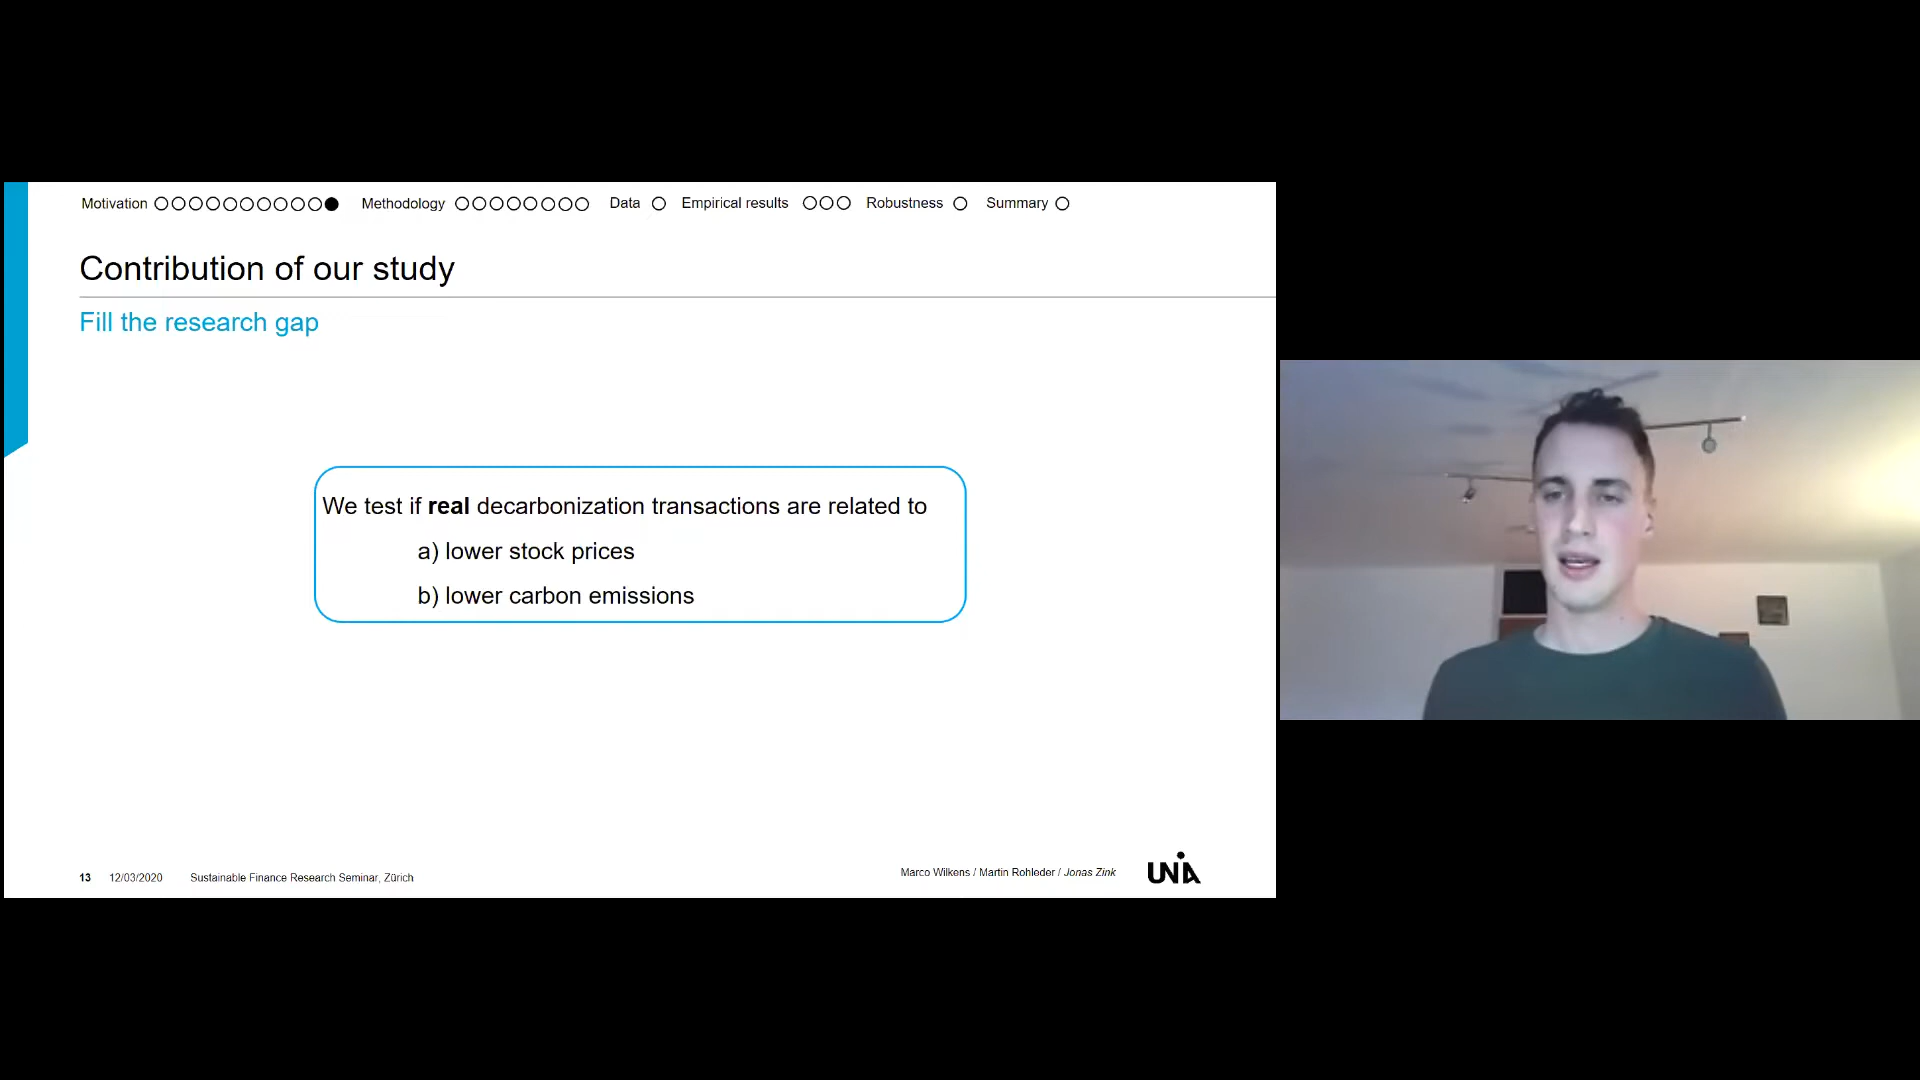 Motivation Methodology Data Empirical results Robustness Summary
Contribution of our study
Fill the research gap
We test if real decarbonization transactions are related to
a) lower stock prices
b) lower carbon emissions
13 12/03/2020 Sustainable Finance Research Seminar, Zürich
Marco Wilkens / Martin Rohleder / Jonas Zink
UNIA